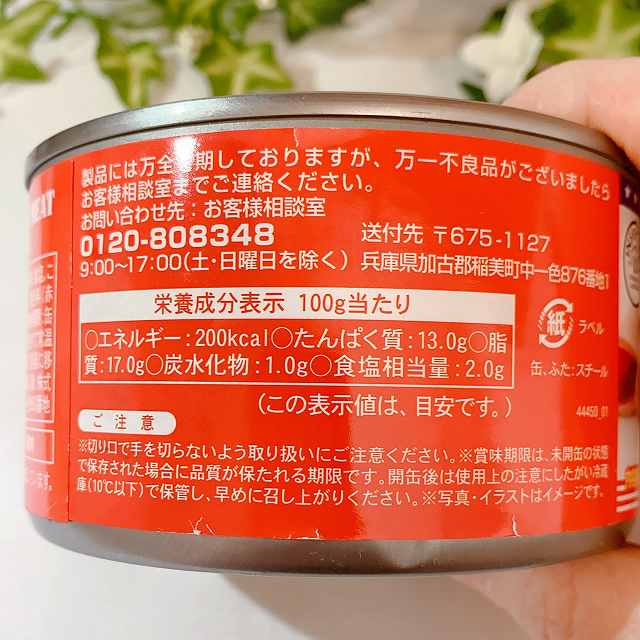 製品には万全を期しておりますが、万一不良品がございましたら
お客様相談室までご連絡ください。
お問い合わせ先:お客様相談室
0120-808348
9:00~17:00(土・日曜日を除く)
送付先 〒675-1127
兵庫県加古郡稲美町中一色876番地1
栄養成分表示 100g当たり
○エネルギー:200kcal○たんぱく質:13.0g○脂
質:17.0g○炭水化物:1.0g○食塩相当量:2.0g
(この表示値は、目安です。)
紙 ラベル
缶、ふた:スチール
44450_01
ご注意
※切り口で手を切らないよう取り扱いにご注意ください。※賞味期限は、未開缶の状態
で保存された場合に品質が保たれる期限です。開缶後は使用上の注意にしたがい冷蔵
庫(10℃以下)で保管し、早めに召し上がりください。※写真・イラストはイメージです。